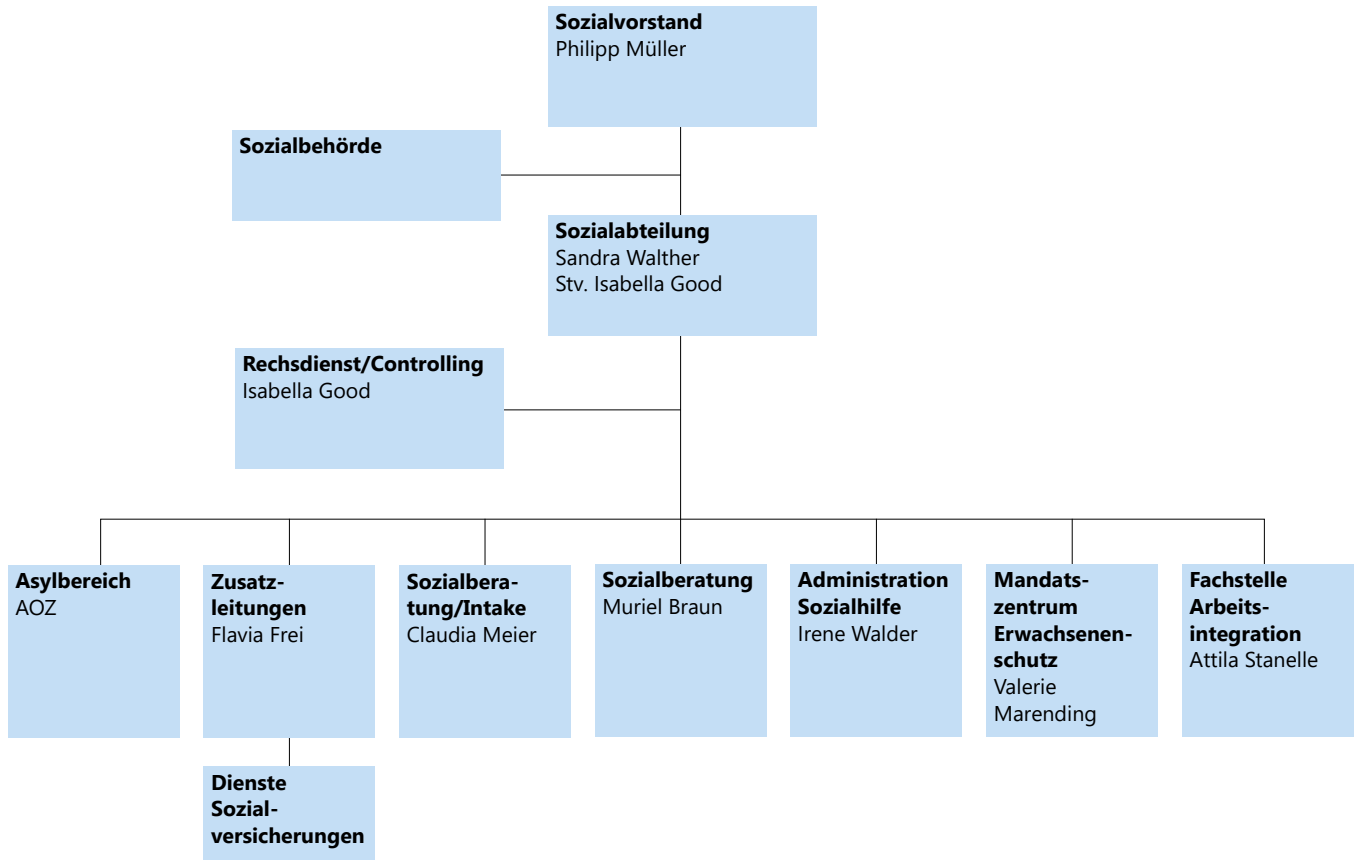 Sozialvorstand
Philipp Müller
Sozialbehörde
Sozialabteilung
Sandra Walther
Stv. Isabella Good
Rechsdienst/Controlling
Isabella Good
Asylbereich
AOZ
Zusatz-
leitungen
Flavia Frei
Sozialbera-
tung/Intake
Claudia Meier
Sozialberatung
Muriel Braun
Administration
Sozialhilfe
Irene Walder
Mandats-
zentrum
Erwachsenen-
schutz
Valerie
Marending
Fachstelle
Arbeits-
integration
Attila Stanelle
Dienste
Sozial-
versicherungen